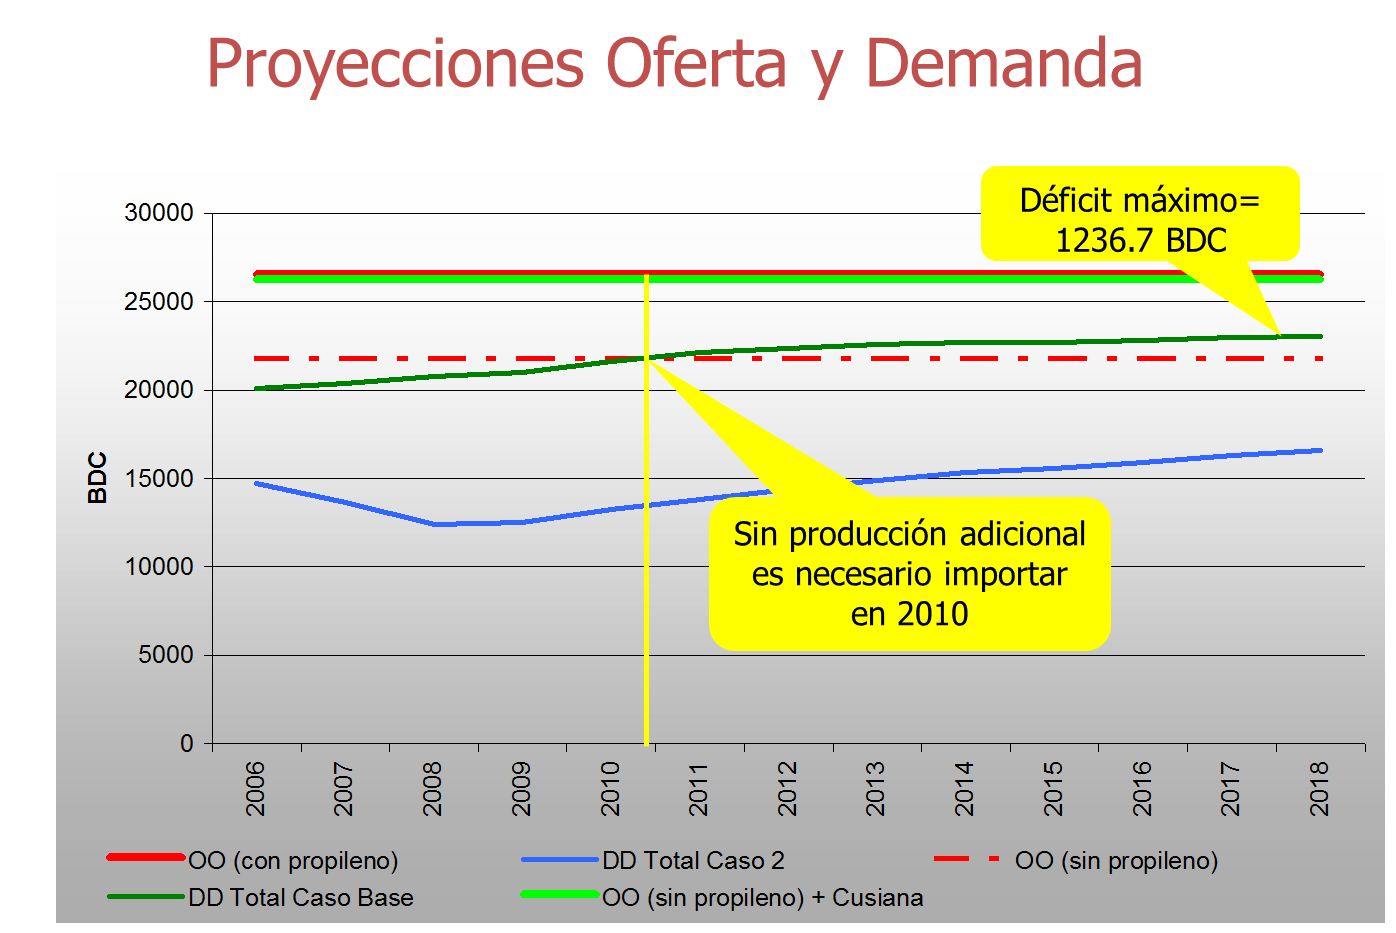 Proyecciones Oferta y Demanda
Déficit máximo=
1236.7 BDC
30000
25000
20000
15000
10000
5000
0
BDC
Sin producción adicional
es necesario importar
en 2010
2006
2007
2008
2009
2010
2011
2012
2013
2014
2015
2016
2017
2018
OO (con propileno)
DD Total Caso 2
OO (sin propileno)
DD Total Caso Base
OO (sin propileno) + Cusiana